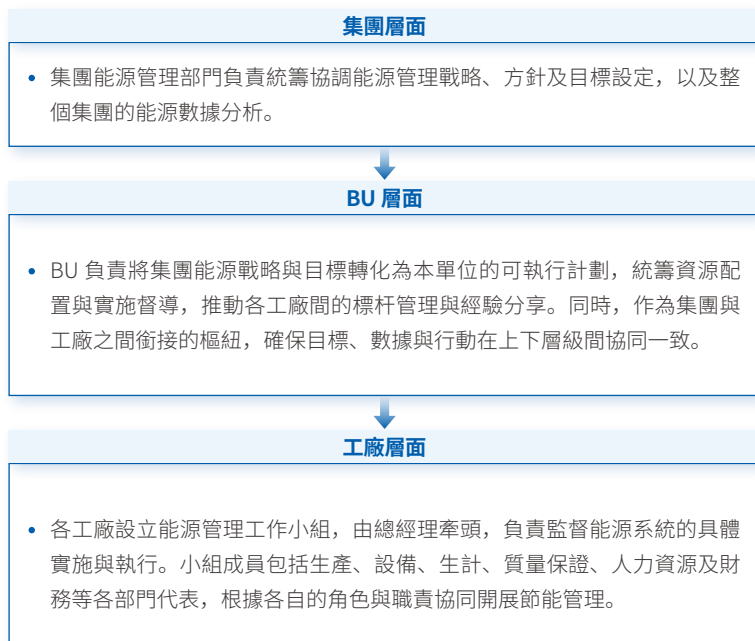 集團層面
• 集團能源管理部門負責統籌協調能源管理戰略、方針及目標設定，以及整
個集團的能源數據分析。
BU 層面
• BU 負責將集團能源戰略與目標轉化為本單位的可執行計劃，統籌資源配
置與實施督導，推動各工廠間的標杆管理與經驗分享。同時，作為集團與
工廠之間銜接的樞紐，確保目標、數據與行動在上下層級間協同一致。
工廠層面
• 各工廠設立能源管理工作小組，由總經理牽頭，負責監督能源系統的具體
實施與執行。小組成員包括生產、設備、生計、質量保證、人力資源及財
務等各部門代表，根據各自的角色與職責協同開展節能管理。